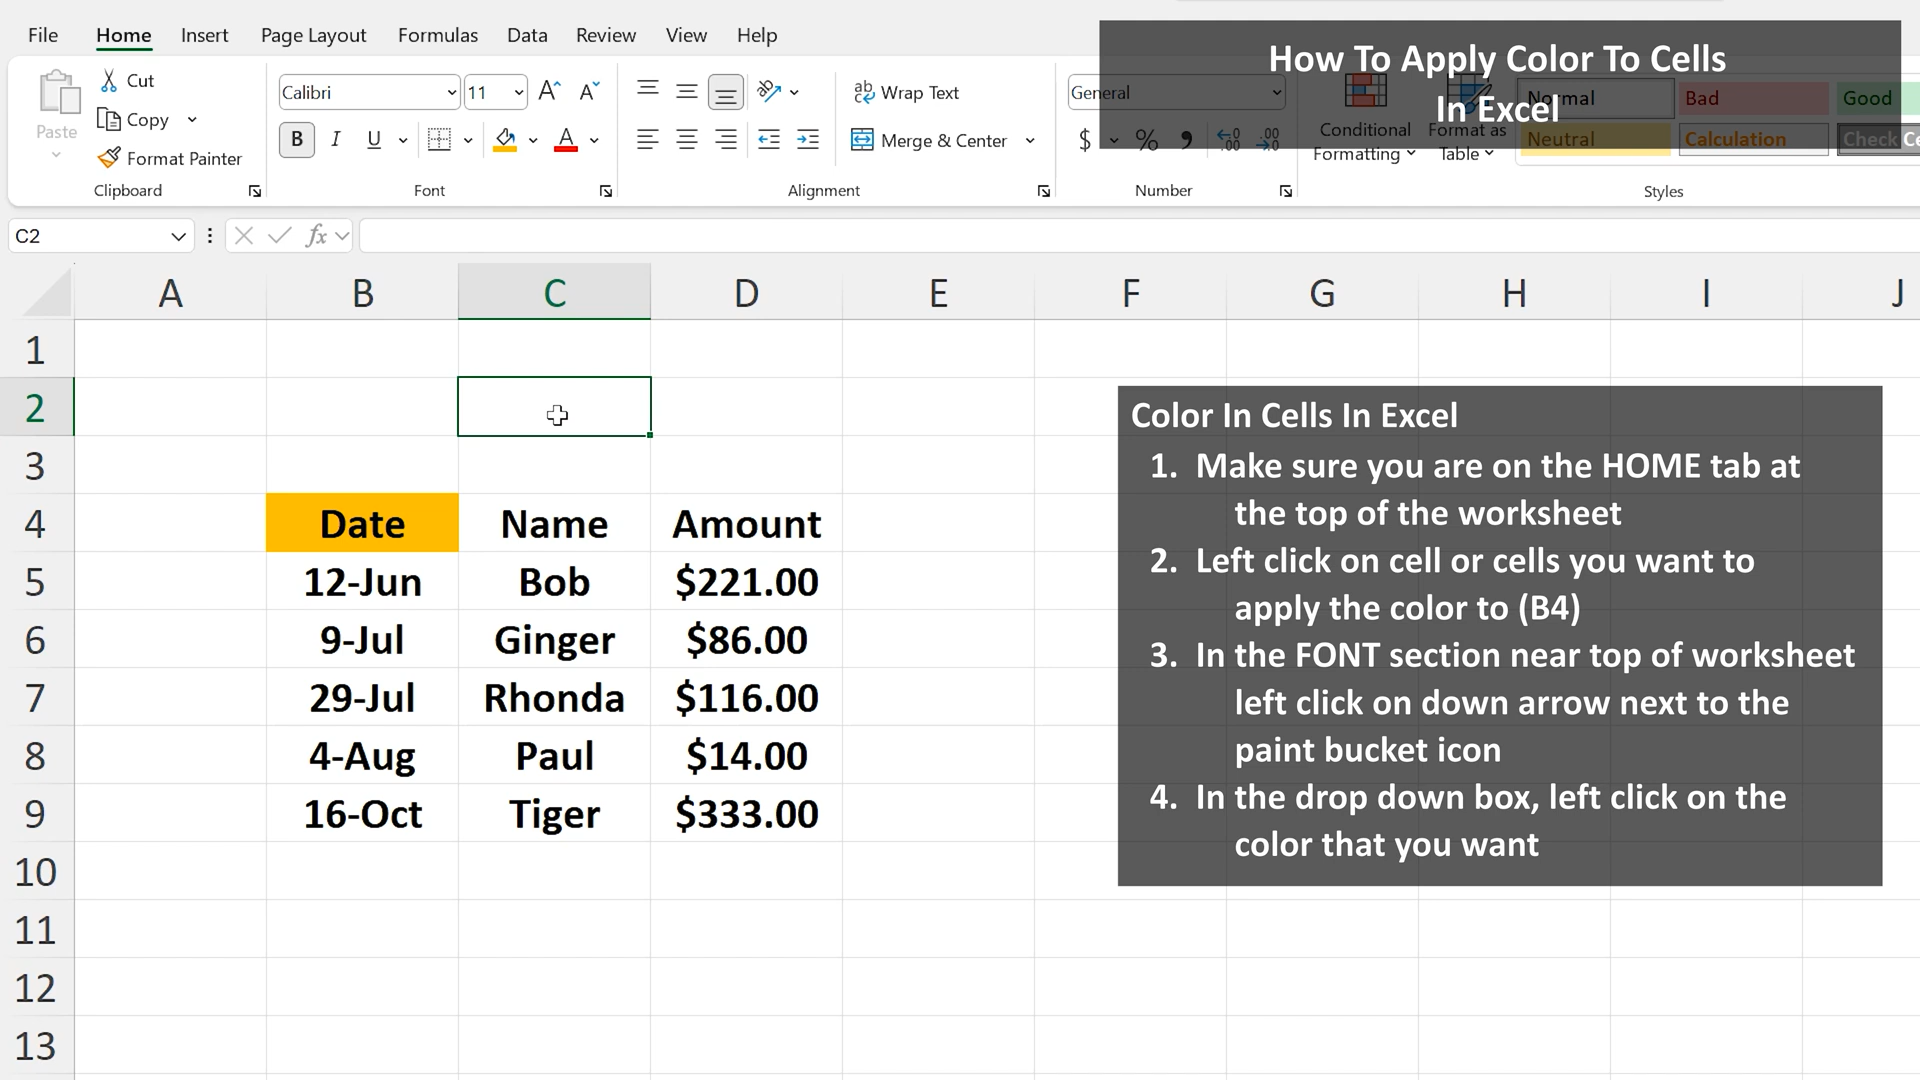 File Home Insert Page Layout Formulas Data Review View Help
How To Apply Color To Cells
In Excel
Paste
Cut
Copy
Format Painter
Clipboard
Calibri 11
B I U
Font
ab Wrap Text
Merge & Center
Alignment
General
$ % 9
Number
Conditional
Formatting
Format as
Table
Normal Bad Good
Neutral Calculation Check Ce
Styles
C2
fx
A B C D E F G H I J
1
2
3
4 Date Name Amount
5 12-Jun Bob $221.00
6 9-Jul Ginger $86.00
7 29-Jul Rhonda $116.00
8 4-Aug Paul $14.00
9 16-Oct Tiger $333.00
10
11
12
13
Color In Cells In Excel
1. Make sure you are on the HOME tab at
the top of the worksheet
2. Left click on cell or cells you want to
apply the color to (B4)
3. In the FONT section near top of worksheet
left click on down arrow next to the
paint bucket icon
4. In the drop down box, left click on the
color that you want